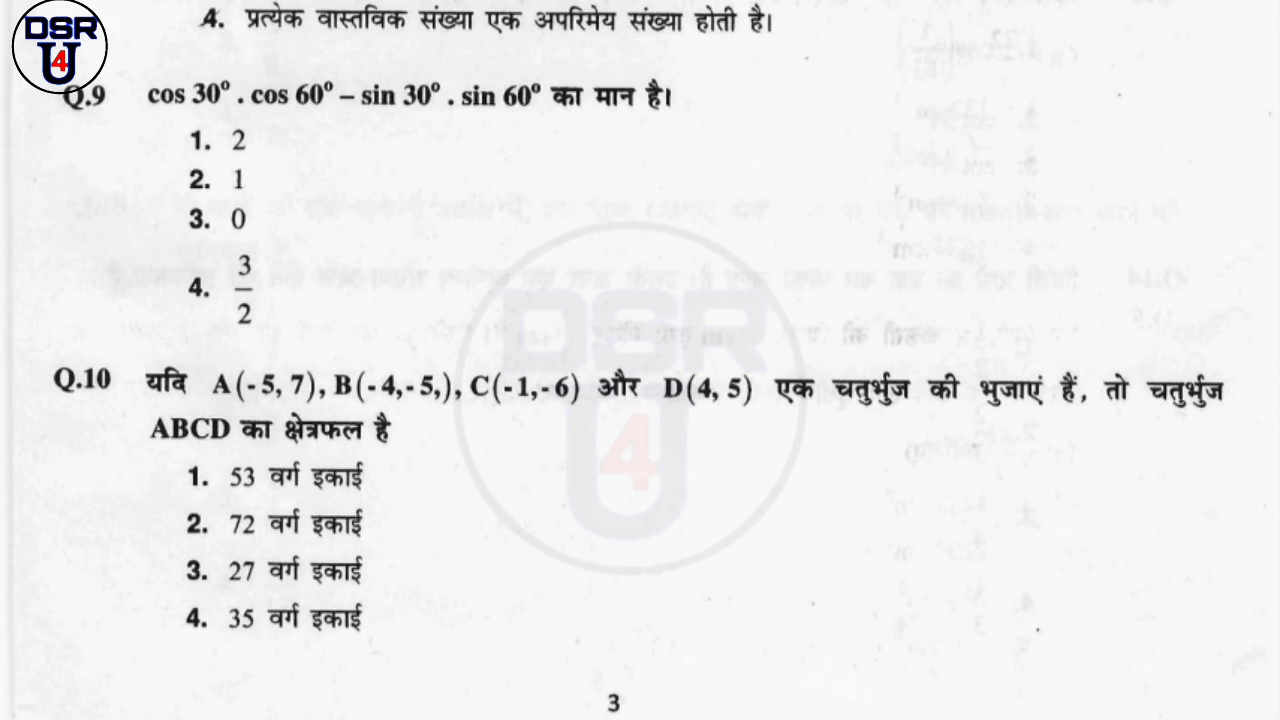 DSR
4
U
4. प्रत्येक वास्तविक संख्या एक अपरिमेय संख्या होती है।
Q.9 cos 30° . cos 60° – sin 30° . sin 60° का मान है।
1. 2
2. 1
3. 0
4. 3/2
Q.10 यदि A(-5, 7), B(-4,-5,), C(-1,-6) और D(4, 5) एक चतुर्भुज की भुजाएं हैं, तो चतुर्भुज
ABCD का क्षेत्रफल है
1. 53 वर्ग इकाई
2. 72 वर्ग इकाई
3. 27 वर्ग इकाई
4. 35 वर्ग इकाई
DSR
4
U
3